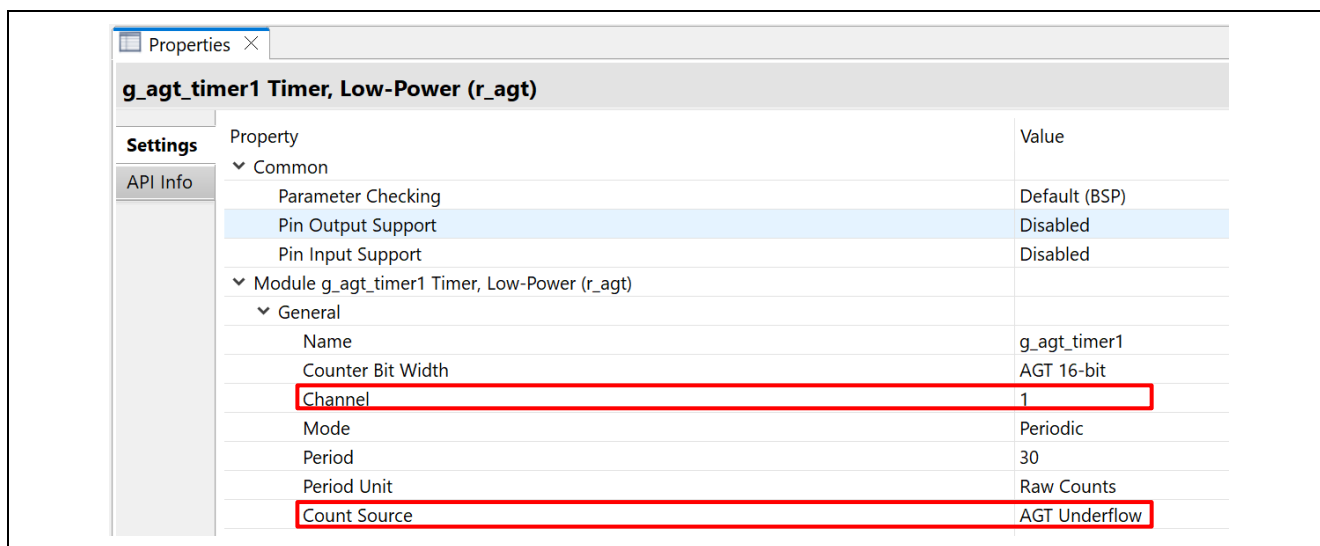 Properties
g_agt_timer1 Timer, Low-Power (r_agt)
Settings
API Info
Property Value
Common
Parameter Checking Default (BSP)
Pin Output Support Disabled
Pin Input Support Disabled
Module g_agt_timer1 Timer, Low-Power (r_agt)
General
Name g_agt_timer1
Counter Bit Width AGT 16-bit
Channel 1
Mode Periodic
Period 30
Period Unit Raw Counts
Count Source AGT Underflow